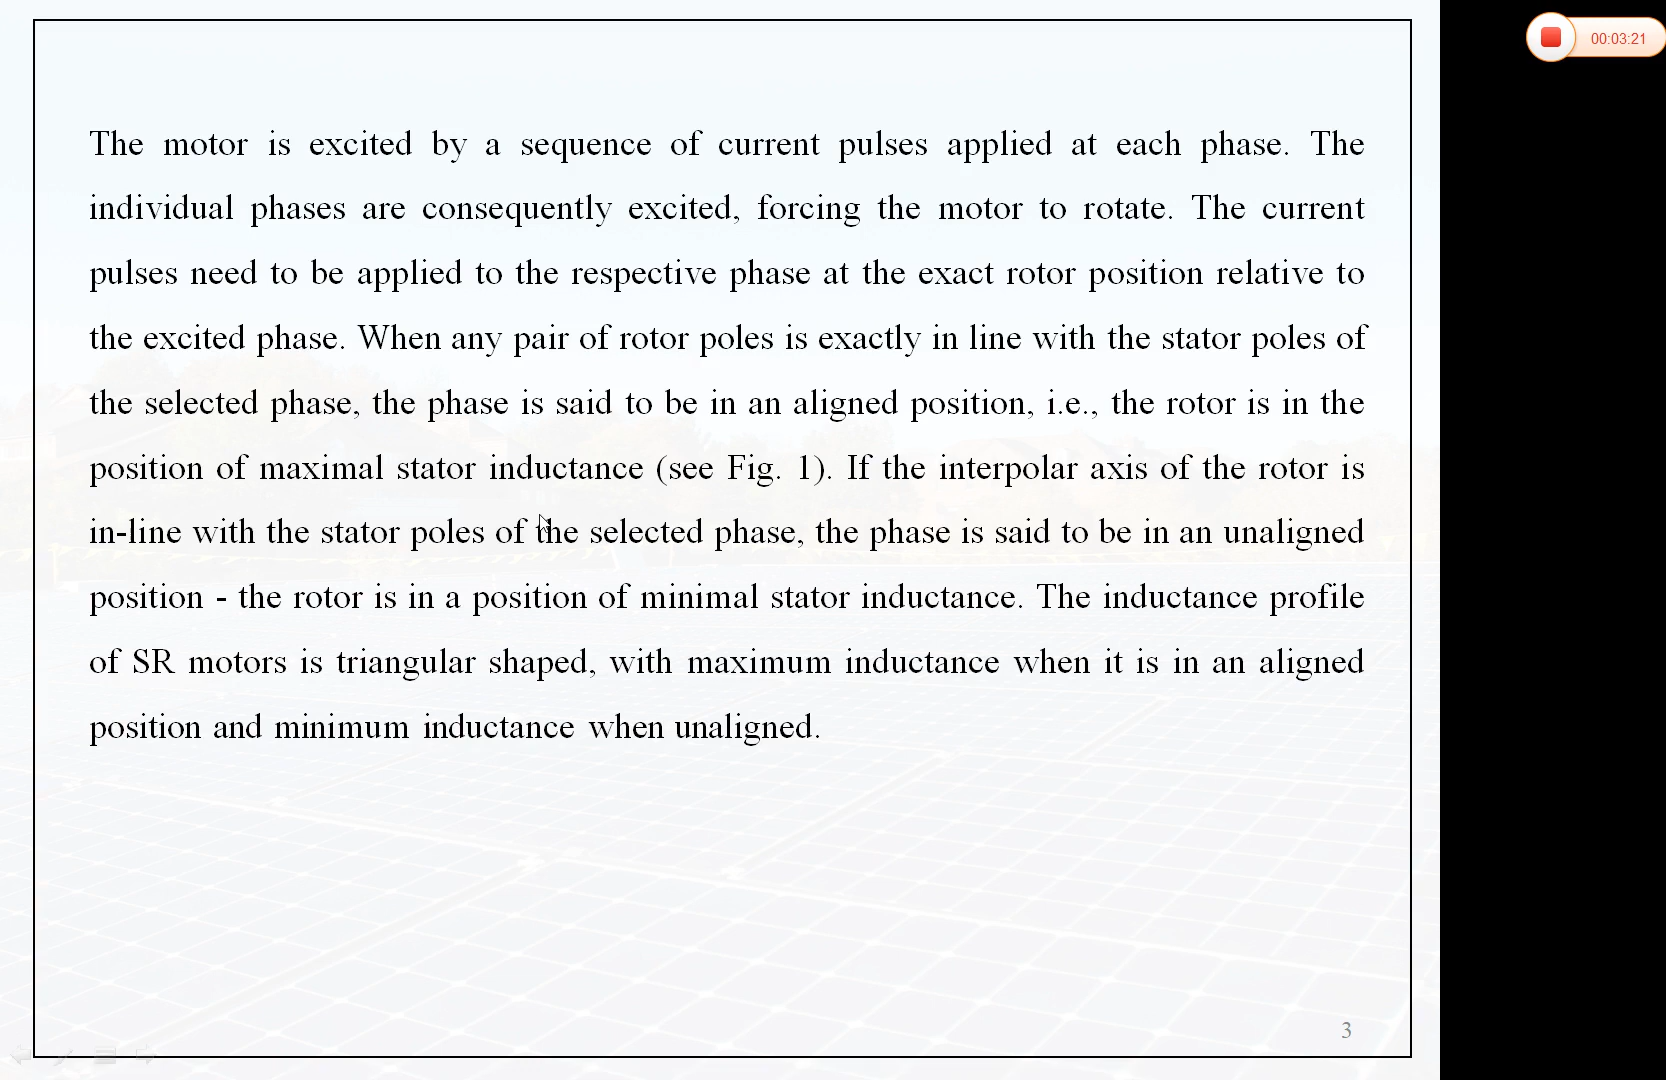 00:03:21
The motor is excited by a sequence of current pulses applied at each phase. The
individual phases are consequently excited, forcing the motor to rotate. The current
pulses need to be applied to the respective phase at the exact rotor position relative to
the excited phase. When any pair of rotor poles is exactly in line with the stator poles of
the selected phase, the phase is said to be in an aligned position, i.e., the rotor is in the
position of maximal stator inductance (see Fig. 1). If the interpolar axis of the rotor is
in-line with the stator poles of the selected phase, the phase is said to be in an unaligned
position - the rotor is in a position of minimal stator inductance. The inductance profile
of SR motors is triangular shaped, with maximum inductance when it is in an aligned
position and minimum inductance when unaligned.
3